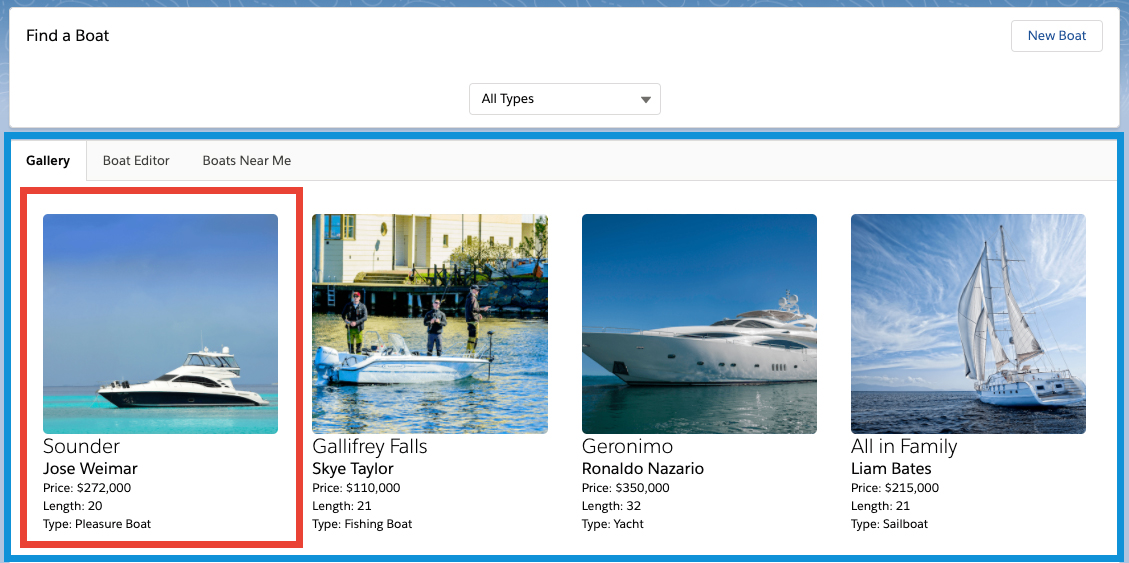 Find a Boat
New Boat
All Types
Gallery
Boat Editor
Boats Near Me
Sounder
Jose Weimar
Price: $272,000
Length: 20
Type: Pleasure Boat
Gallifrey Falls
Skye Taylor
Price: $110,000
Length: 21
Type: Fishing Boat
Geronimo
Ronaldo Nazario
Price: $350,000
Length: 32
Type: Yacht
All in Family
Liam Bates
Price: $215,000
Length: 21
Type: Sailboat